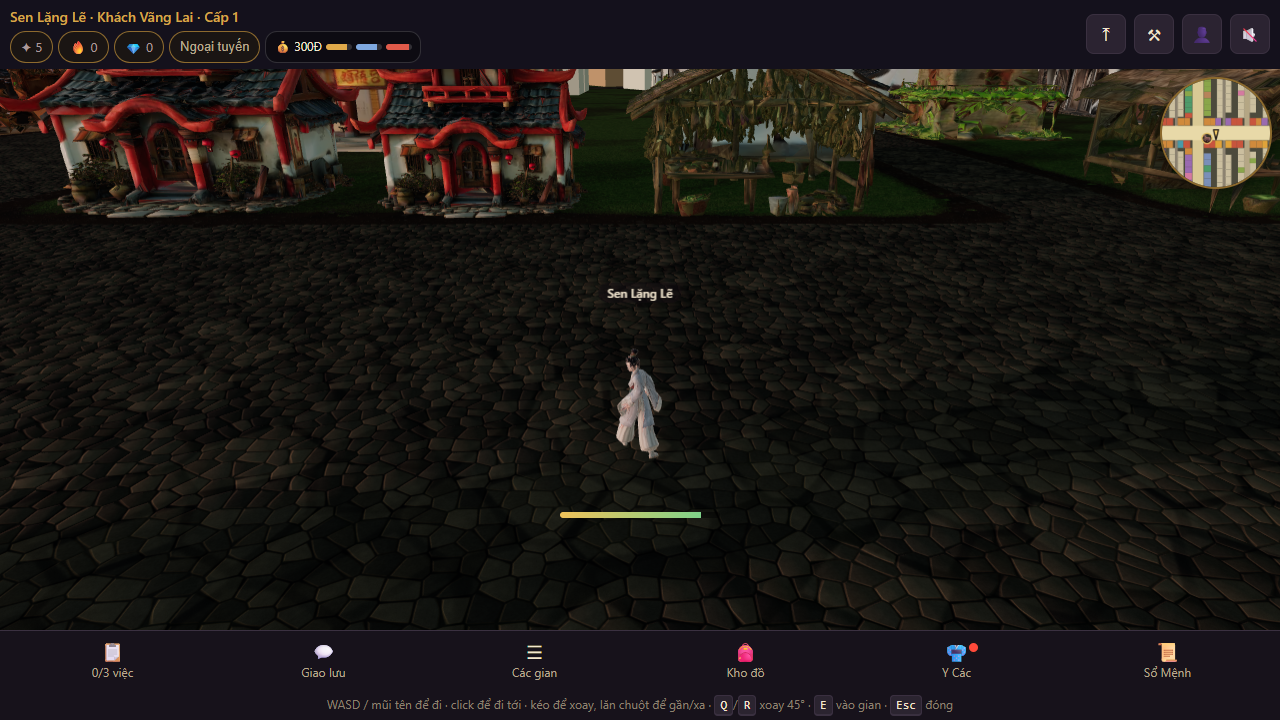 Sen Lặng Lẽ · Khách Vãng Lai · Cấp 1
5
0
0
Ngoại tuyến
300Đ
Sen Lặng Lẽ
0/3 việc
Giao lưu
Các gian
Kho đồ
Y Các
Sổ Mệnh
WASD / mũi tên để đi · click để đi tới · kéo để xoay, lăn chuột để gần/xa · Q / R xoay 45° · E vào gian · Esc đóng